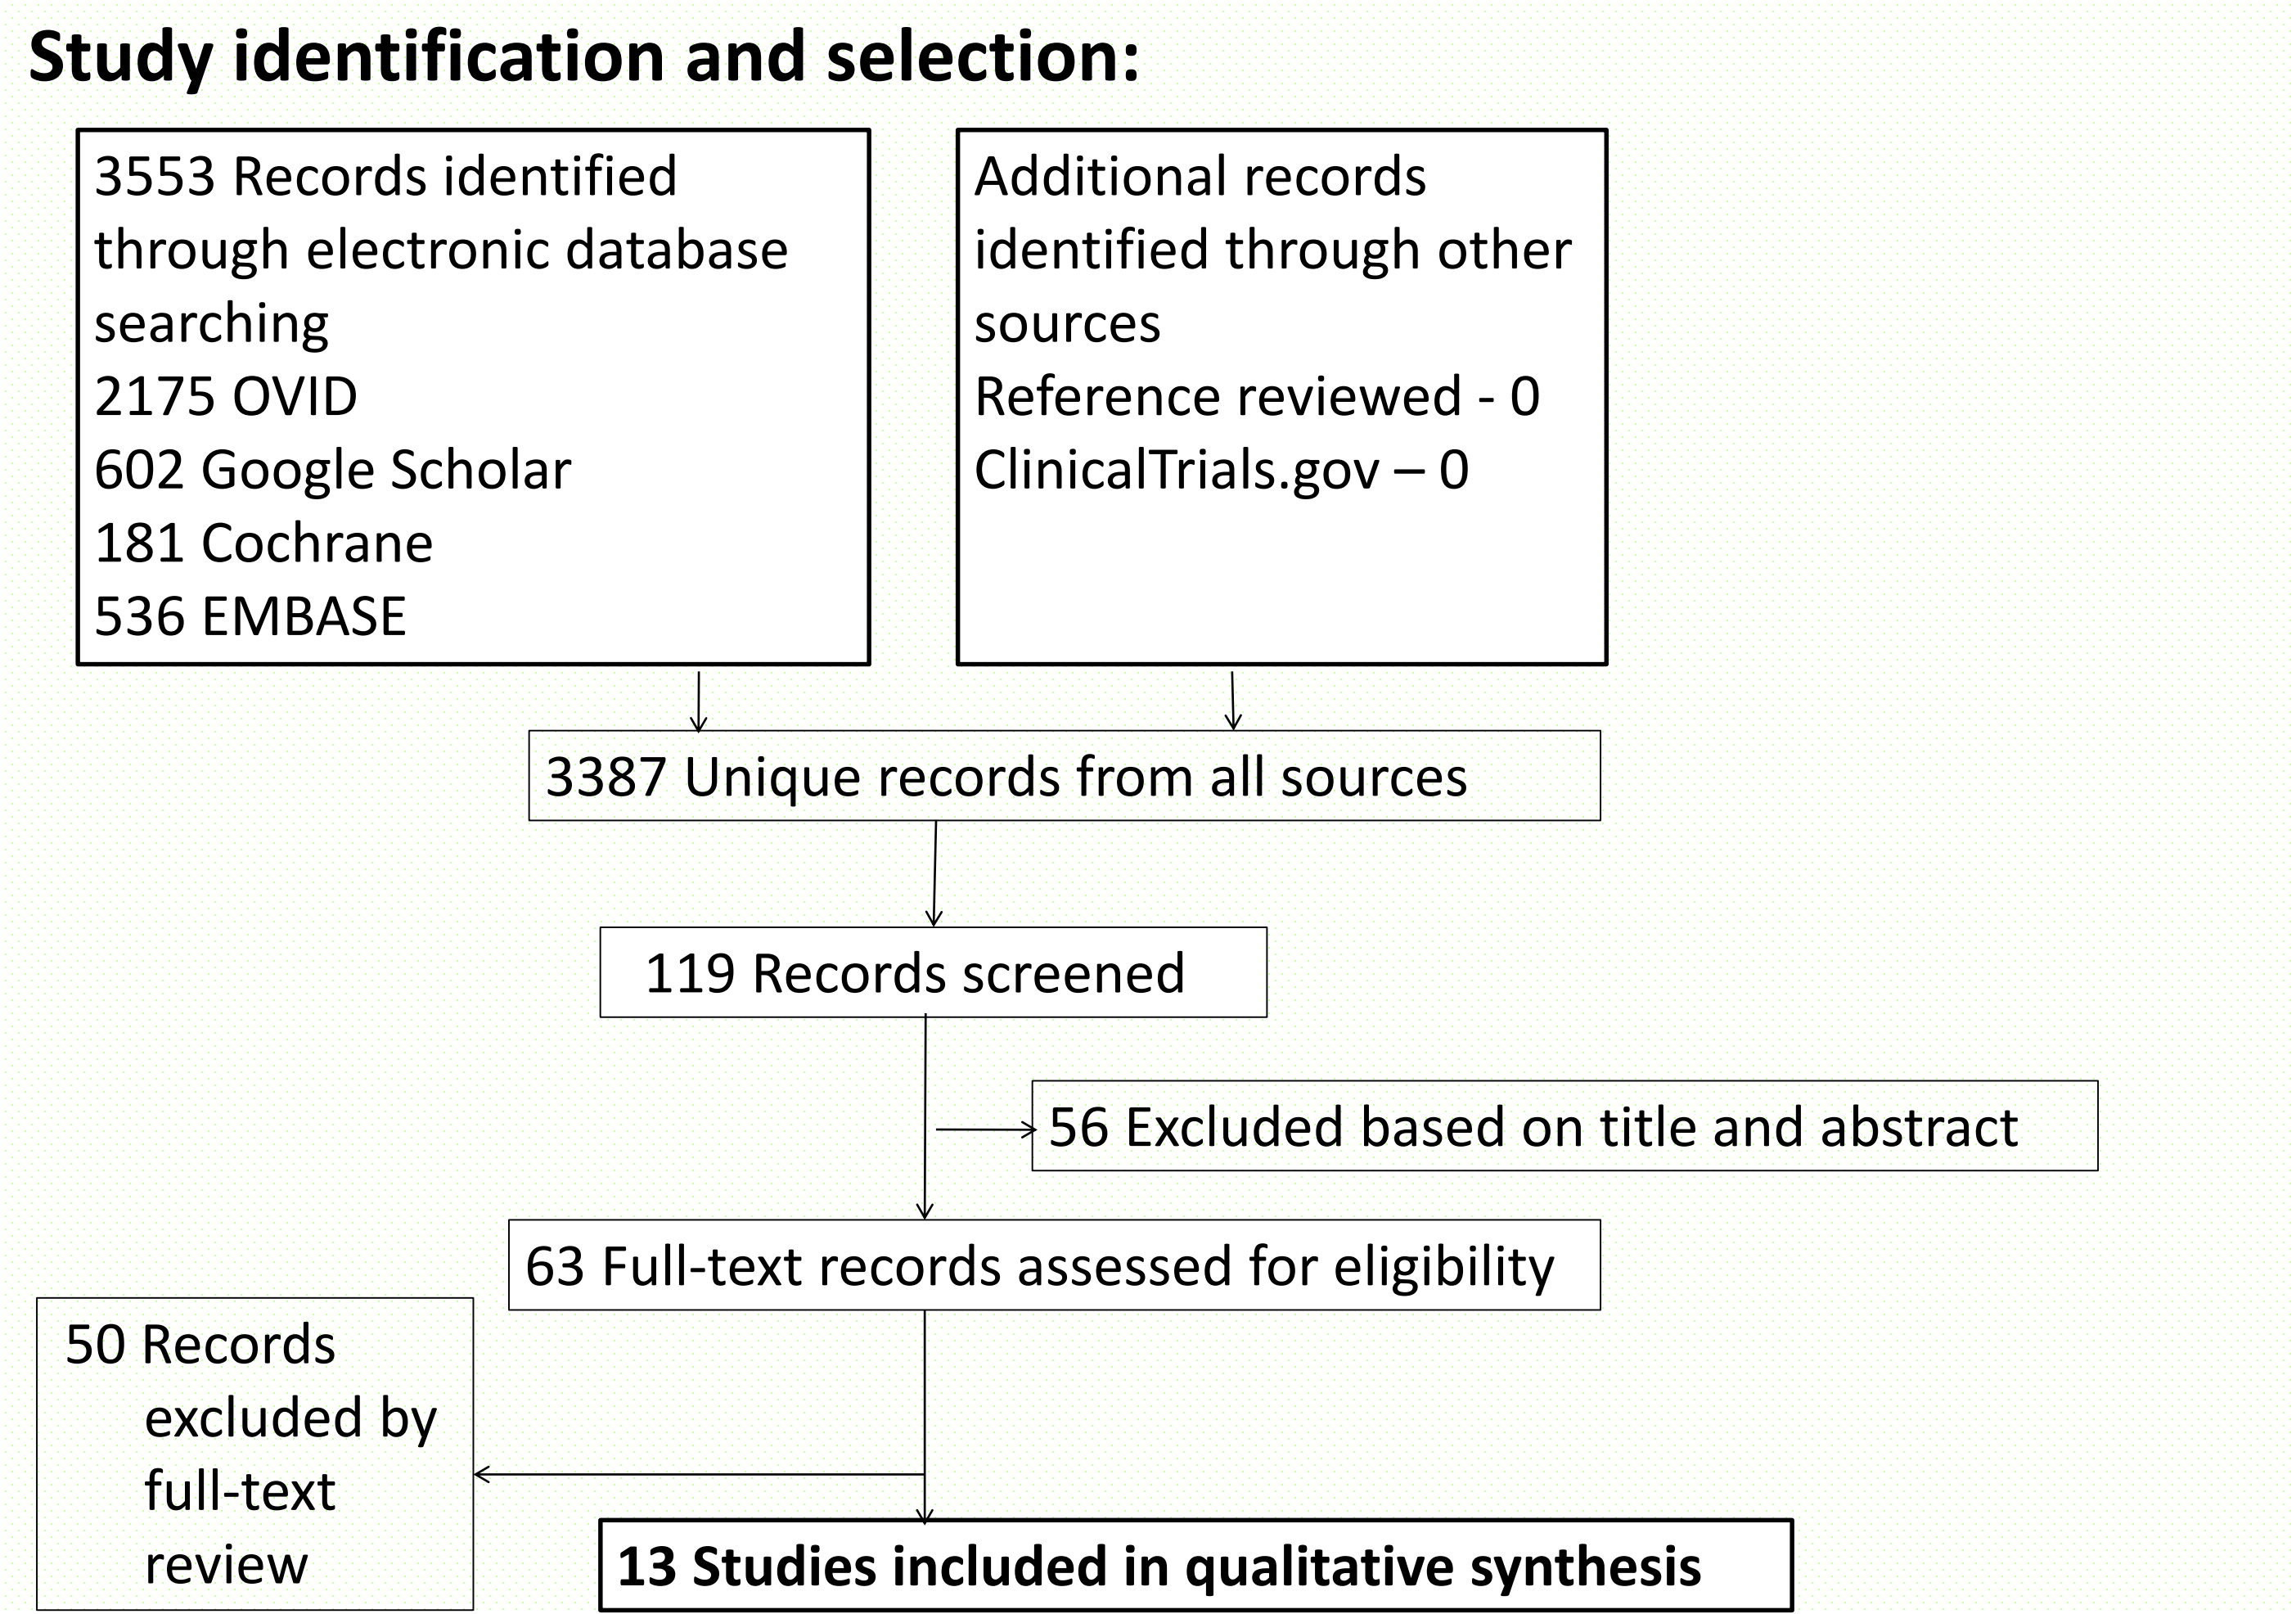 Study identification and selection:
3553 Records identified
through electronic database
searching
2175 OVID
602 Google Scholar
181 Cochrane
536 EMBASE
Additional records
identified through other
sources
Reference reviewed - 0
ClinicalTrials.gov – 0
3387 Unique records from all sources
119 Records screened
56 Excluded based on title and abstract
63 Full-text records assessed for eligibility
50 Records
excluded by
full-text
review
13 Studies included in qualitative synthesis